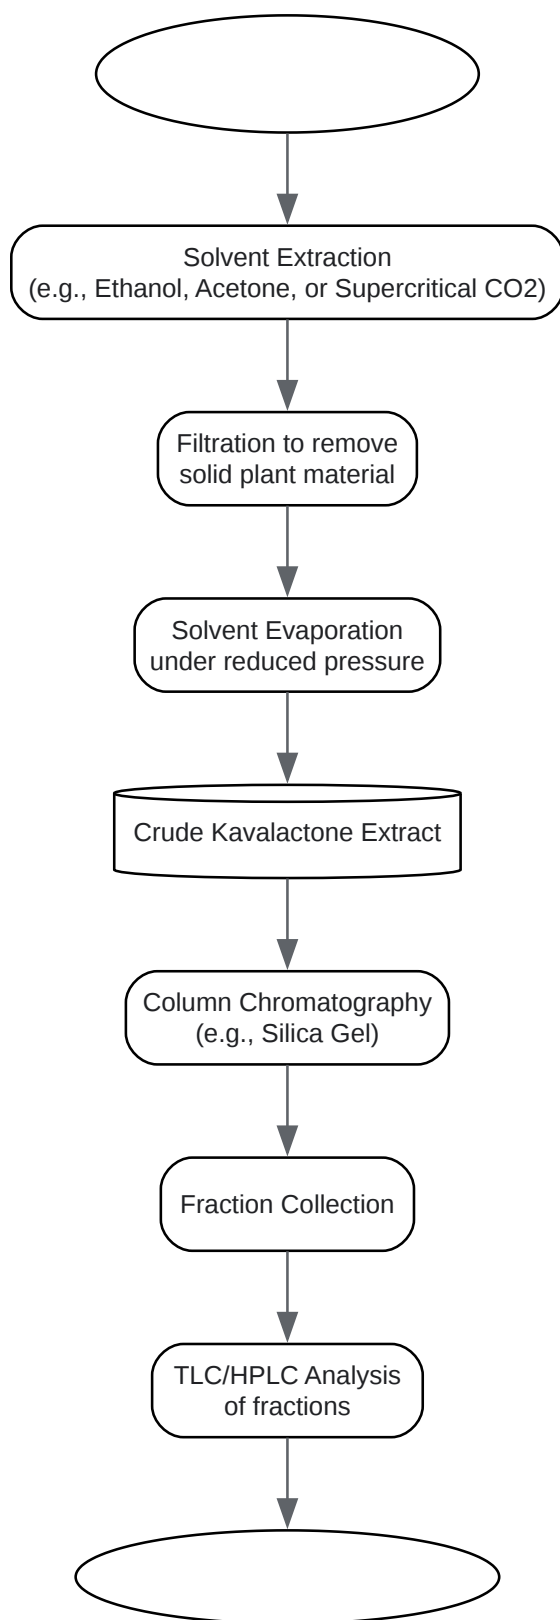 Solvent Extraction
(e.g., Ethanol, Acetone, or Supercritical CO2)
Filtration to remove
solid plant material
Solvent Evaporation
under reduced pressure
Crude Kavalactone Extract
Column Chromatography
(e.g., Silica Gel)
Fraction Collection
TLC/HPLC Analysis
of fractions